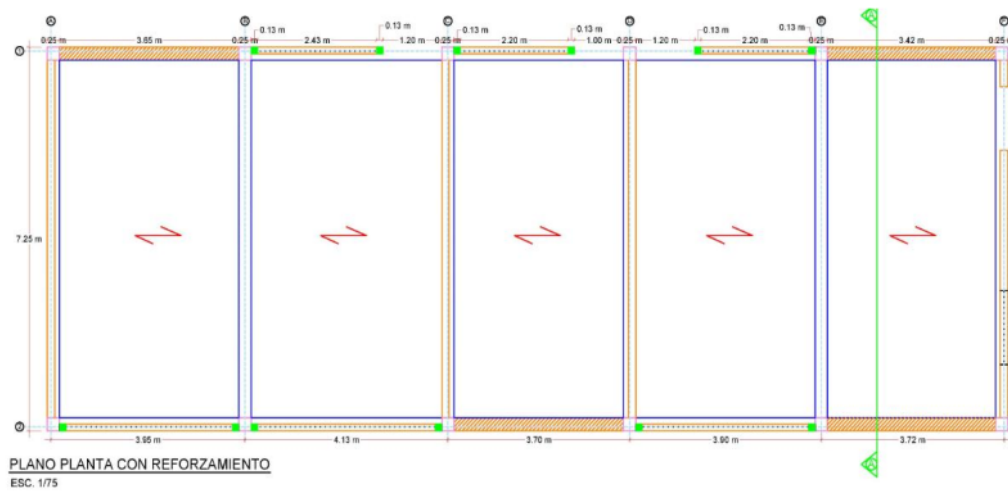 0.13 m 0.13 m 0.13 m 0.13 m 0.13 m 0.13 m
0.25 m 3.65 m 0.25 m 2.43 m 1.20 m 0.25 m 2.20 m 1.00 m 0.25 m 1.20 m 2.20 m 0.25 m 3.42 m 0.25 m
7.25 m
3.95 m 4.13 m 3.70 m 3.90 m 3.72 m
PLANO PLANTA CON REFORZAMIENTO
ESC. 1/75